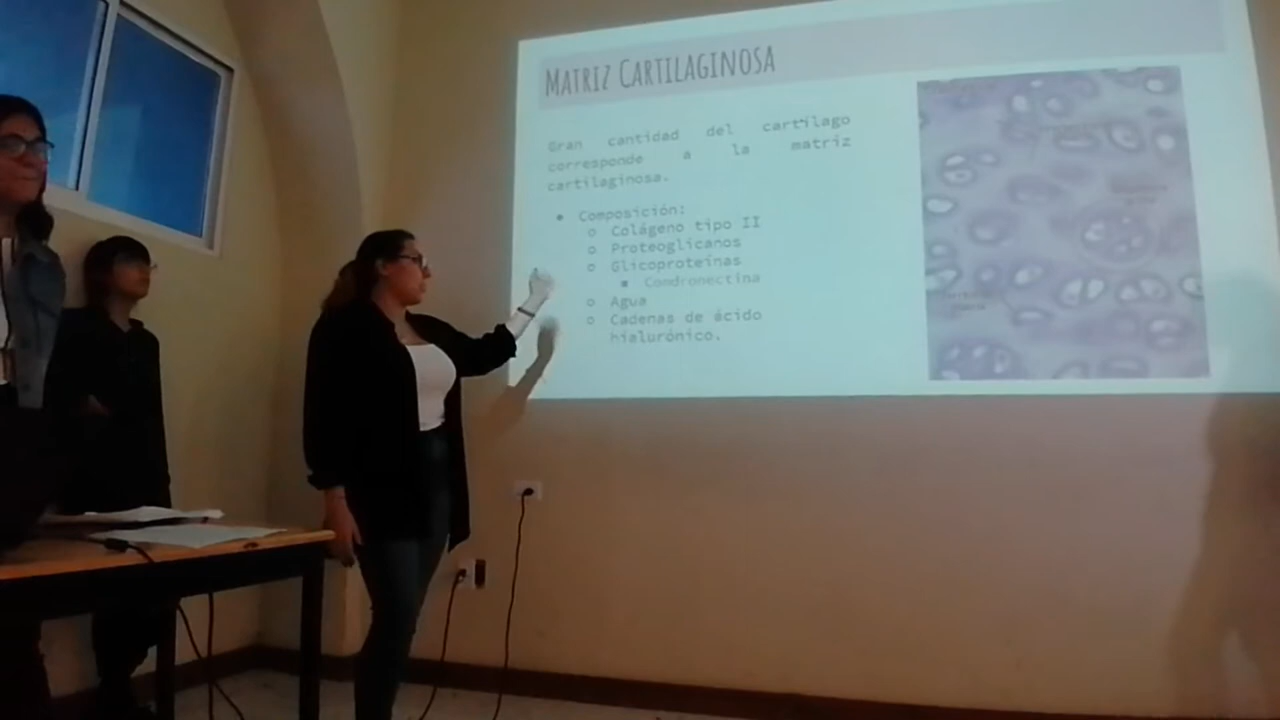 MATRIZ CARTILAGINOSA
Gran cantidad del cartílago
corresponde a la matriz
cartilaginosa.
Composición:
Colágeno tipo II
Proteoglicanos
Glicoproteínas
Condronectina
Agua
Cadenas de ácido
hialurónico.